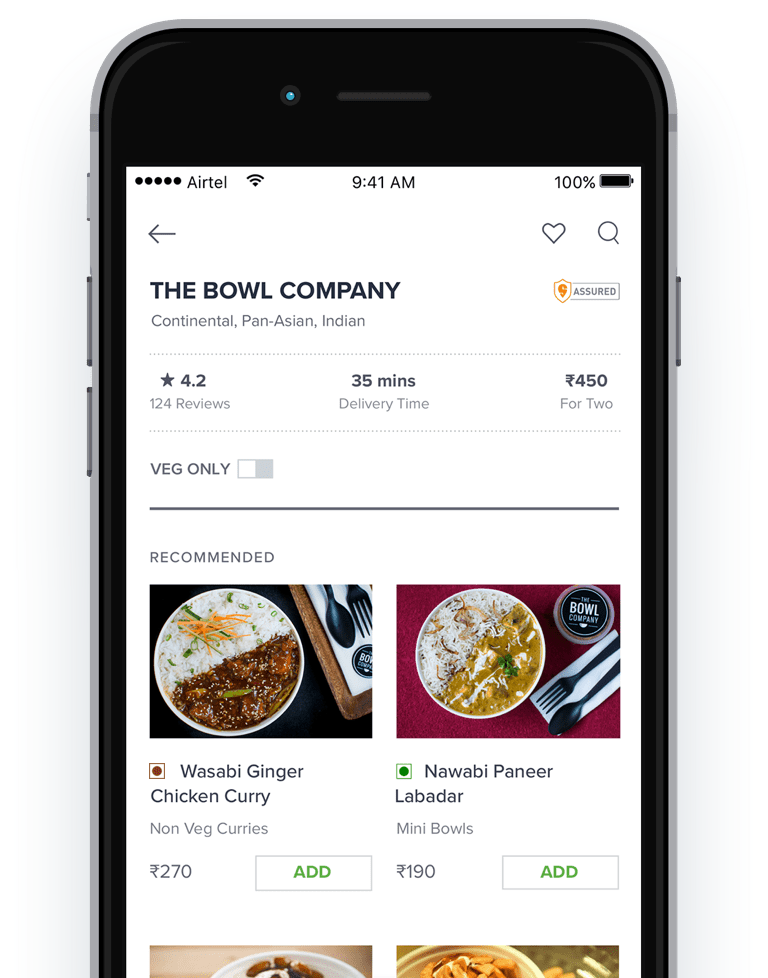 Airtel 9:41 AM 100%
THE BOWL COMPANY
ASSURED
Continental, Pan-Asian, Indian
★ 4.2 35 mins ₹450
124 Reviews Delivery Time For Two
VEG ONLY
RECOMMENDED
THE
BOWL
COMPANY
Wasabi Ginger
Chicken Curry
Non Veg Curries
₹270 ADD
Nawabi Paneer
Labadar
Mini Bowls
₹190 ADD